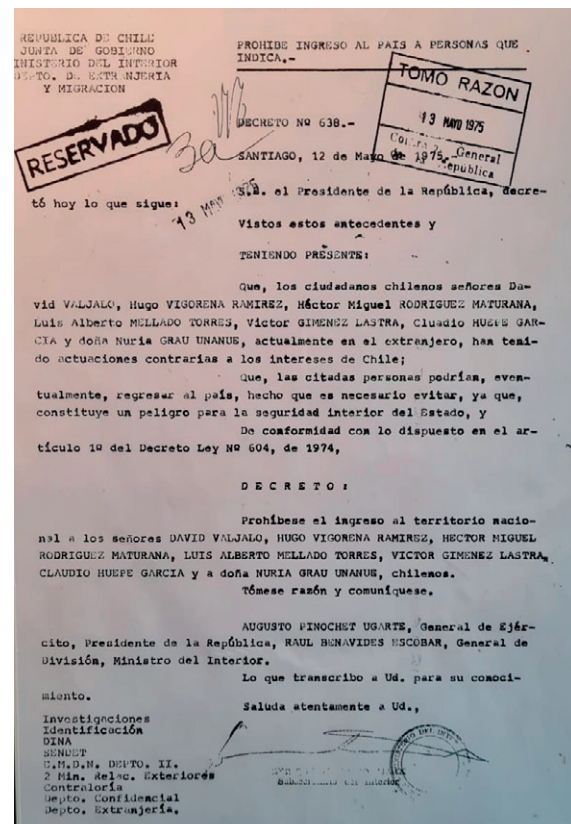 REPUBLICA DE CHILE
JUNTA DE GOBIERNO
MINISTERIO DEL INTERIOR
DEPTO. DE EXTRANJERIA
Y MIGRACION
PROHIBE INGRESO AL PAIS A PERSONAS QUE
INDICA.-
TOMO RAZON
13 MAYO 1975
Contraloría General
de la República
RESERVADO
DECRETO Nº 638.-
SANTIAGO, 12 de Mayo de 1975.-
13 MAYO 1975
S.E. el Presidente de la República, decre-
tó hoy lo que sigue:
Vistos estos antecedentes y
TENIENDO PRESENTE:
Que, los ciudadanos chilenos señores Da-
vid VALJALO, Hugo VIGORENA RAMIREZ, Héctor Miguel RODRIGUEZ MATURANA,
Luis Alberto MELLADO TORRES, Victor GIMENEZ LASTRA, Cluadio HUEPE GAR-
CIA y doña Nuria GRAU UNANUE, actualmente en el extranjero, han teni-
do actuaciones contrarias a los intereses de Chile;
Que, las citadas personas podrían, even-
tualmente, regresar al país, hecho que es necesario evitar, ya que,
constituye un peligro para la seguridad interior del Estado, y
De conformidad con lo dispuesto en el ar-
tículo 1º del Decreto Ley Nº 604, de 1974,
D E C R E T O :
Prohíbese el ingreso al territorio nacio-
nal a los señores DAVID VALJALO, HUGO VIGORENA RAMIREZ, HECTOR MIGUEL
RODRIGUEZ MATURANA, LUIS ALBERTO MELLADO TORRES, VICTOR GIMENEZ LASTRA,
CLAUDIO HUEPE GARCIA y a doña NURIA GRAU UNANUE, chilenos.
Tómese razón y comuníquese.
AUGUSTO PINOCHET UGARTE, General de Ejér-
cito, Presidente de la República, RAUL BENAVIDES ESCOBAR, General de
División, Ministro del Interior.
Lo que transcribo a Ud. para su conoci-
miento.
Saluda atentamente a Ud.,
Investigaciones
Identificación
DINA
SENDET
C.M.D.N. DEPTO. II.
2 Min. Relac. Exteriores
Contraloría
Depto. Confidencial
Depto. Extranjería.
Subsecretario del Interior